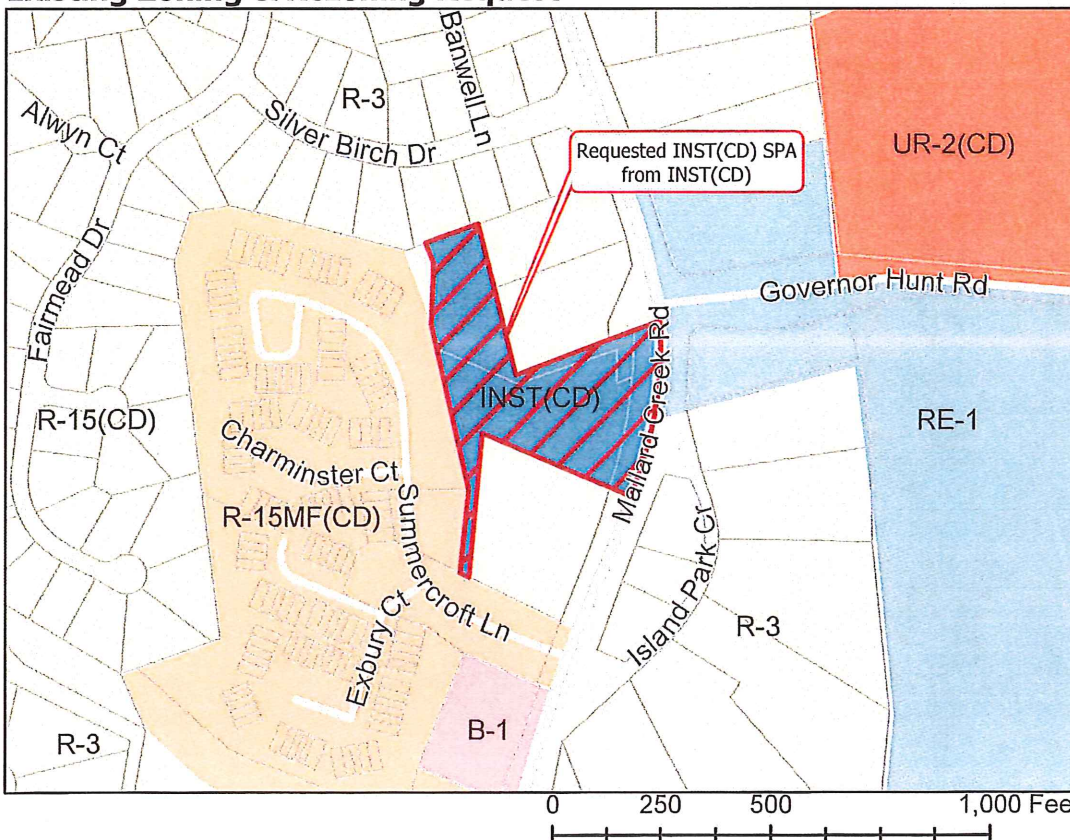 Banwell Ln
R-3
Alwyn Ct
Silver Birch Dr
Requested INST(CD) SPA
from INST(CD)
UR-2(CD)
Fairmead Dr
Governor Hunt Rd
R-15(CD)
INST(CD)
Mallard Creek Rd
RE-1
Charminster Ct
R-15MF(CD)
Summercroft Ln
Island Park Cr
Exbury Ct
R-3
B-1
R-3
0 250 500 1,000 Fee